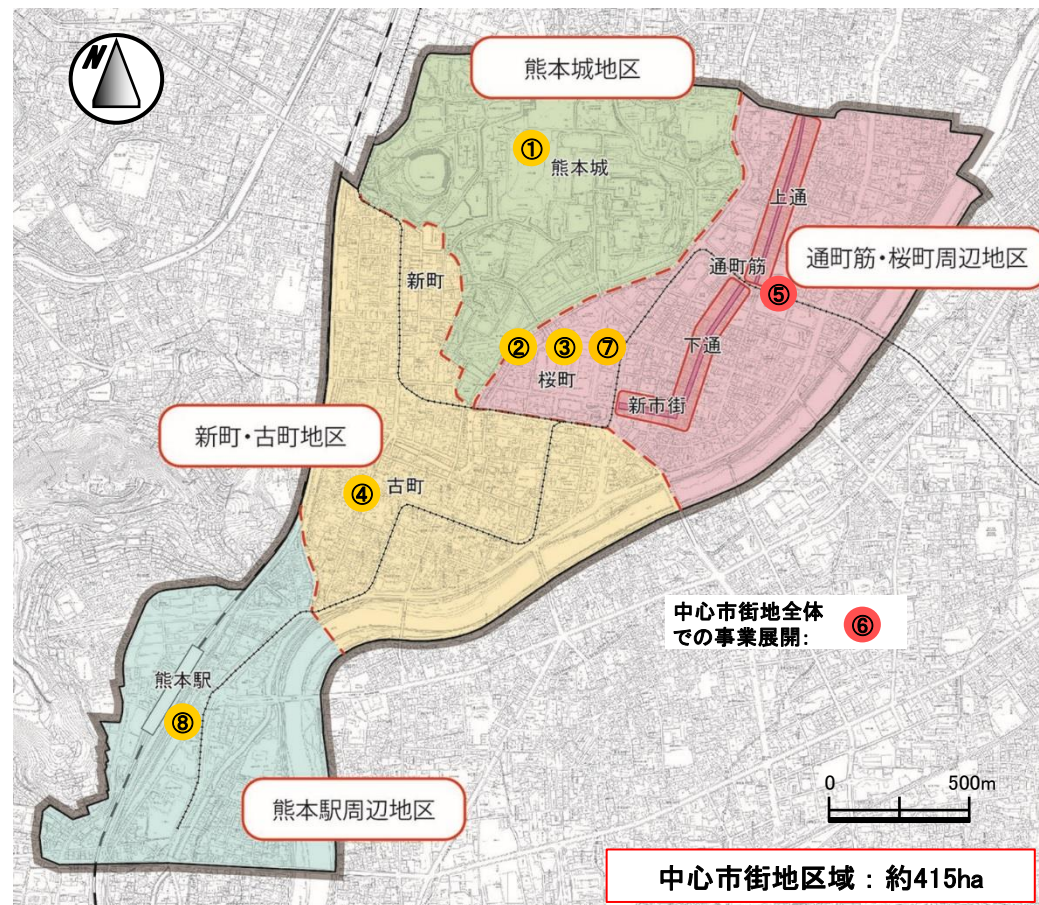 N
熊本城地区
①
熊本城
上通
通町筋・桜町周辺地区
通町筋
⑤
新町
②
③
⑦
桜町
下通
新市街
新町・古町地区
④
古町
中心市街地全体
での事業展開:
⑥
熊本駅
⑧
熊本駅周辺地区
0
500m
中心市街地区域：約415ha